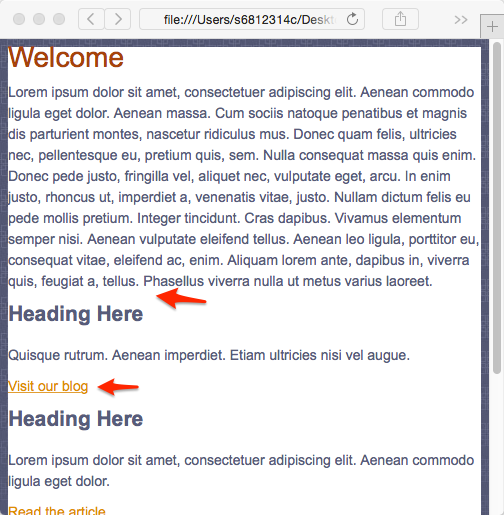 file:///Users/s6812314c/Deskt
Welcome
Lorem ipsum dolor sit amet, consectetuer adipiscing elit. Aenean commodo
ligula eget dolor. Aenean massa. Cum sociis natoque penatibus et magnis
dis parturient montes, nascetur ridiculus mus. Donec quam felis, ultricies
nec, pellentesque eu, pretium quis, sem. Nulla consequat massa quis enim.
Donec pede justo, fringilla vel, aliquet nec, vulputate eget, arcu. In enim
justo, rhoncus ut, imperdiet a, venenatis vitae, justo. Nullam dictum felis eu
pede mollis pretium. Integer tincidunt. Cras dapibus. Vivamus elementum
semper nisi. Aenean vulputate eleifend tellus. Aenean leo ligula, porttitor eu,
consequat vitae, eleifend ac, enim. Aliquam lorem ante, dapibus in, viverra
quis, feugiat a, tellus. Phasellus viverra nulla ut metus varius laoreet.
Heading Here
Quisque rutrum. Aenean imperdiet. Etiam ultricies nisi vel augue.
Visit our blog
Heading Here
Lorem ipsum dolor sit amet, consectetuer adipiscing elit. Aenean commodo
ligula eget dolor.
Read the article